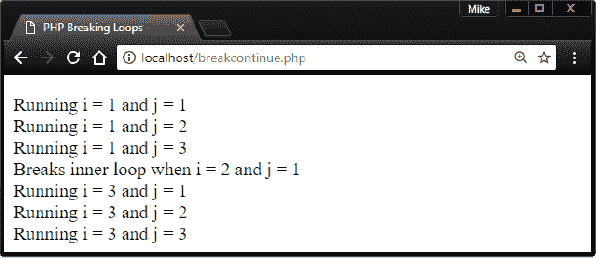 Mike
PHP Breaking Loops
localhost/breakcontinue.php
Running i = 1 and j = 1
Running i = 1 and j = 2
Running i = 1 and j = 3
Breaks inner loop when i = 2 and j = 1
Running i = 3 and j = 1
Running i = 3 and j = 2
Running i = 3 and j = 3